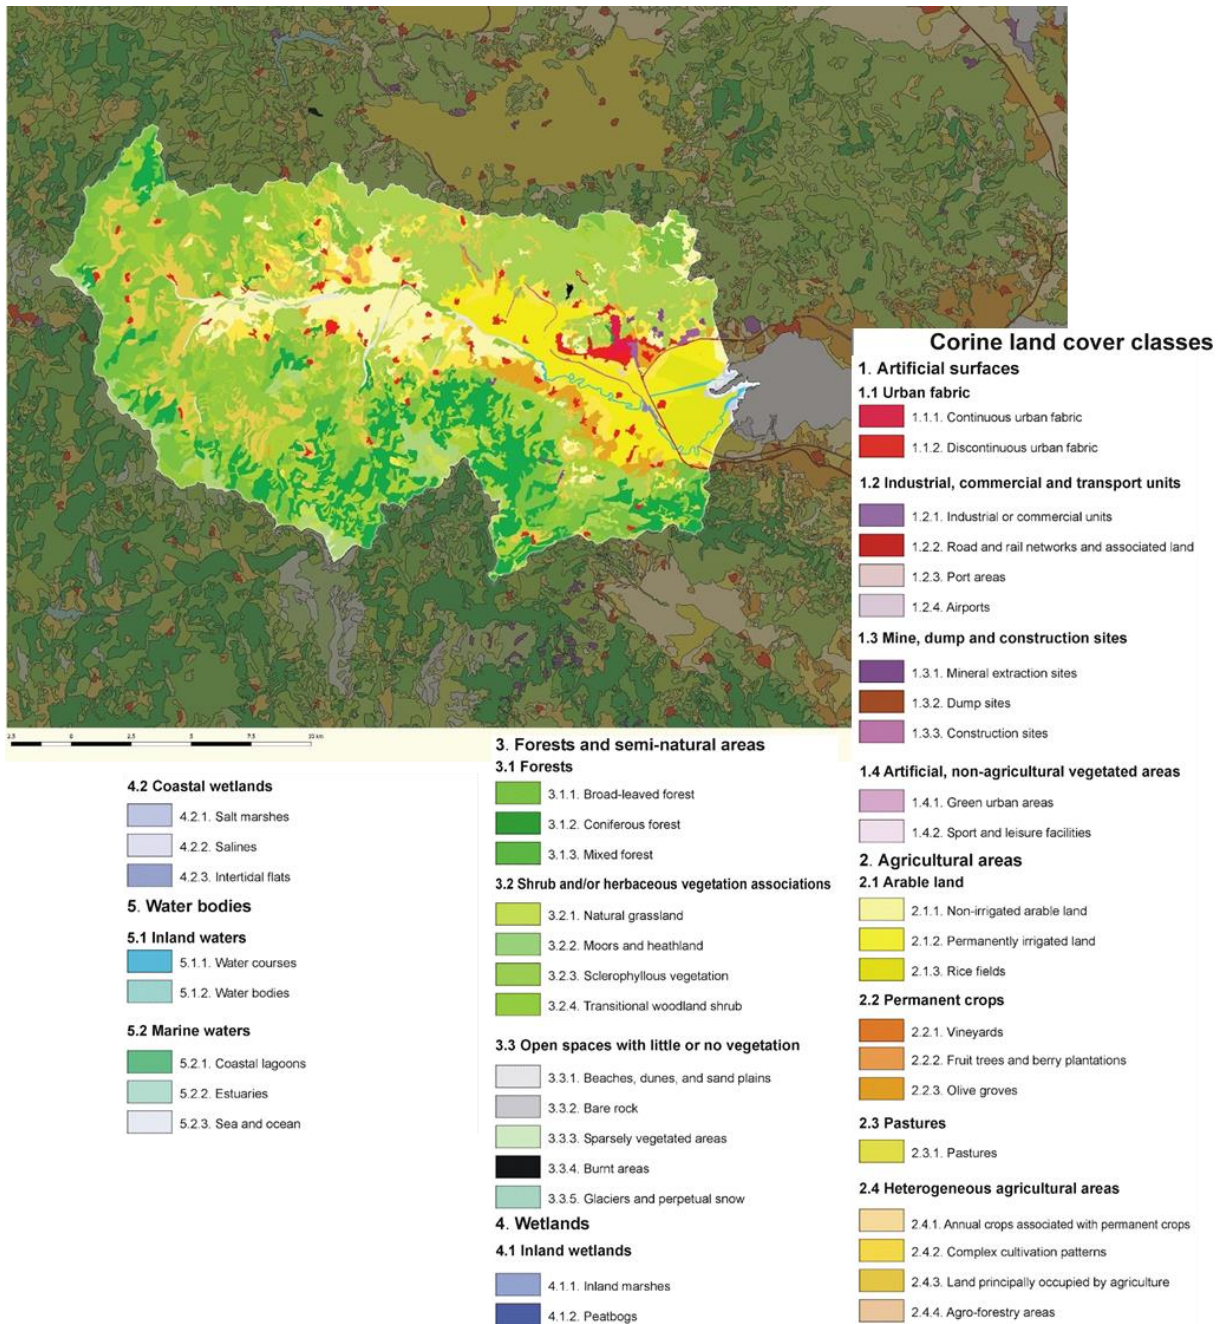 Corine land cover classes
1. Artificial surfaces
1.1 Urban fabric
1.1.1. Continuous urban fabric
1.1.2. Discontinuous urban fabric
1.2 Industrial, commercial and transport units
1.2.1. Industrial or commercial units
1.2.2. Road and rail networks and associated land
1.2.3. Port areas
1.2.4. Airports
1.3 Mine, dump and construction sites
1.3.1. Mineral extraction sites
1.3.2. Dump sites
1.3.3. Construction sites
1.4 Artificial, non-agricultural vegetated areas
1.4.1. Green urban areas
1.4.2. Sport and leisure facilities
2. Agricultural areas
2.1 Arable land
2.1.1. Non-irrigated arable land
2.1.2. Permanently irrigated land
2.1.3. Rice fields
2.2 Permanent crops
2.2.1. Vineyards
2.2.2. Fruit trees and berry plantations
2.2.3. Olive groves
2.3 Pastures
2.3.1. Pastures
2.4 Heterogeneous agricultural areas
2.4.1. Annual crops associated with permanent crops
2.4.2. Complex cultivation patterns
2.4.3. Land principally occupied by agriculture
2.4.4. Agro-forestry areas
2.5 0 2.5 5 7.5 10 km
3. Forests and semi-natural areas
3.1 Forests
3.1.1. Broad-leaved forest
3.1.2. Coniferous forest
3.1.3. Mixed forest
3.2 Shrub and/or herbaceous vegetation associations
3.2.1. Natural grassland
3.2.2. Moors and heathland
3.2.3. Sclerophyllous vegetation
3.2.4. Transitional woodland shrub
3.3 Open spaces with little or no vegetation
3.3.1. Beaches, dunes, and sand plains
3.3.2. Bare rock
3.3.3. Sparsely vegetated areas
3.3.4. Burnt areas
3.3.5. Glaciers and perpetual snow
4. Wetlands
4.1 Inland wetlands
4.1.1. Inland marshes
4.1.2. Peatbogs
4.2 Coastal wetlands
4.2.1. Salt marshes
4.2.2. Salines
4.2.3. Intertidal flats
5. Water bodies
5.1 Inland waters
5.1.1. Water courses
5.1.2. Water bodies
5.2 Marine waters
5.2.1. Coastal lagoons
5.2.2. Estuaries
5.2.3. Sea and ocean